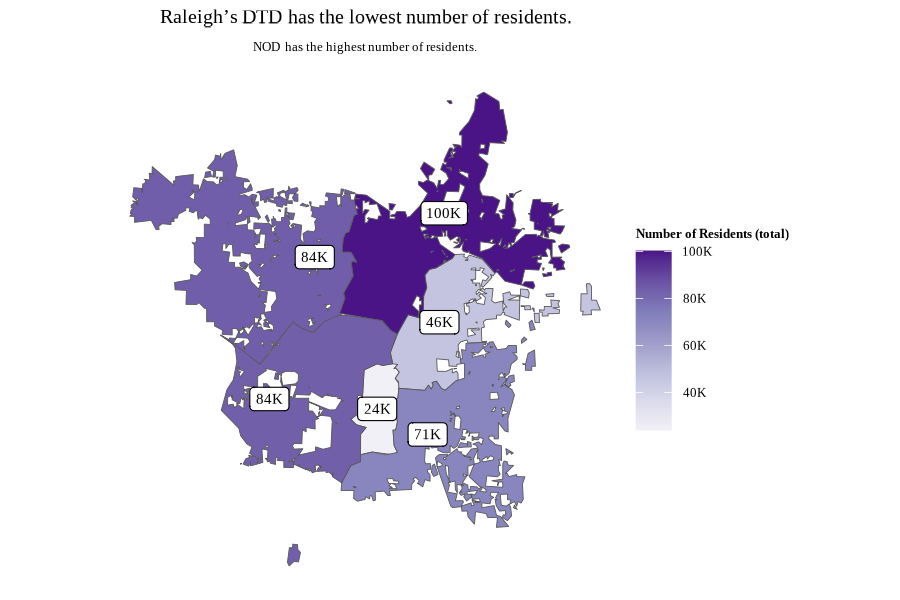 Raleigh’s DTD has the lowest number of residents.
NOD has the highest number of residents.
100K
84K
46K
84K
24K
71K
Number of Residents (total)
100K
80K
60K
40K